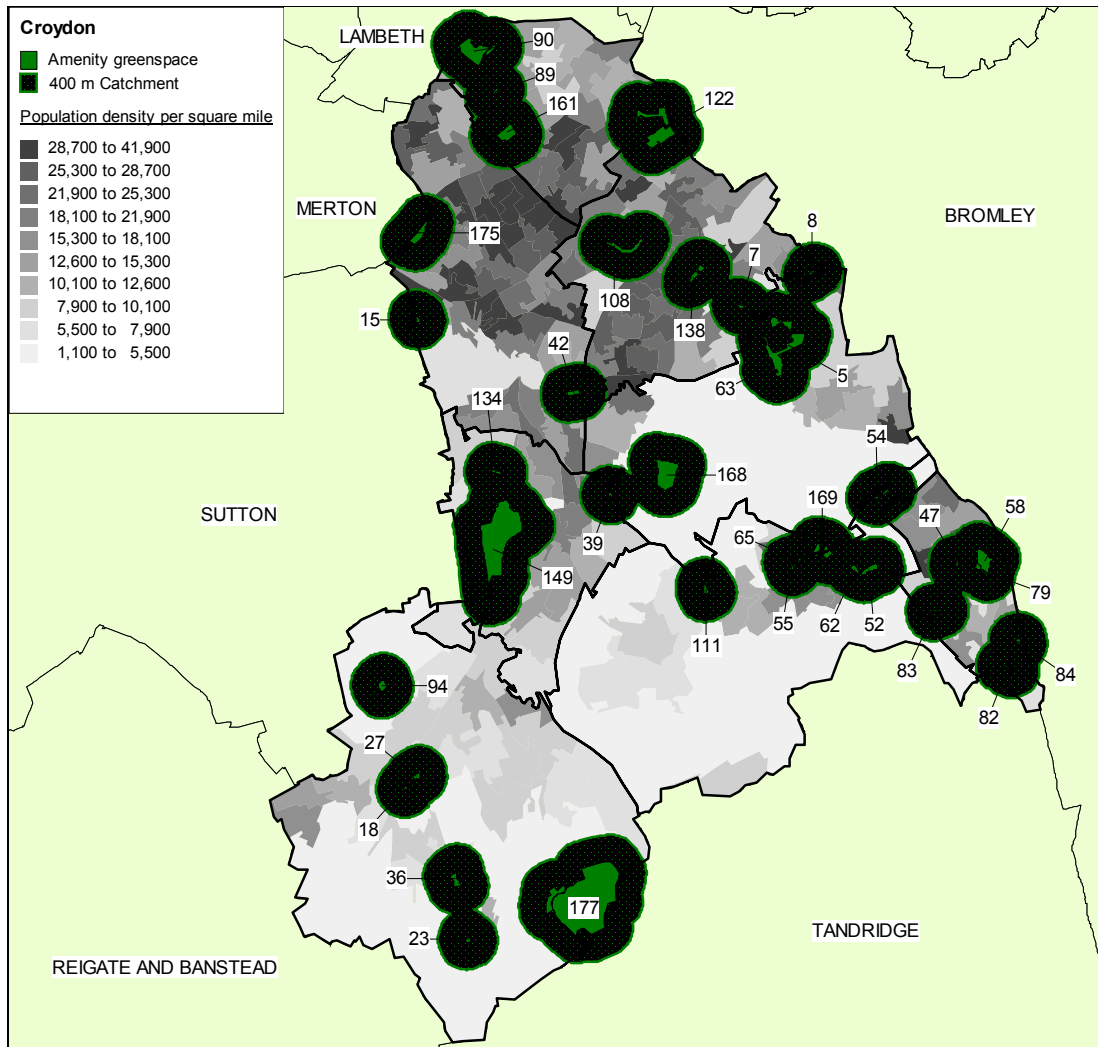 Croydon
Amenity greenspace
400 m Catchment
Population density per square mile
28,700 to 41,900
25,300 to 28,700
21,900 to 25,300
18,100 to 21,900
15,300 to 18,100
12,600 to 15,300
10,100 to 12,600
7,900 to 10,100
5,500 to 7,900
1,100 to 5,500
LAMBETH
90
89
161
122
MERTON
175
BROMLEY
8
7
108
138
15
42
63
5
134
54
168
SUTTON
169
47
58
39
65
149
79
111
55
62
52
83
84
94
82
27
18
36
177
23
TANDRIDGE
REIGATE AND BANSTEAD